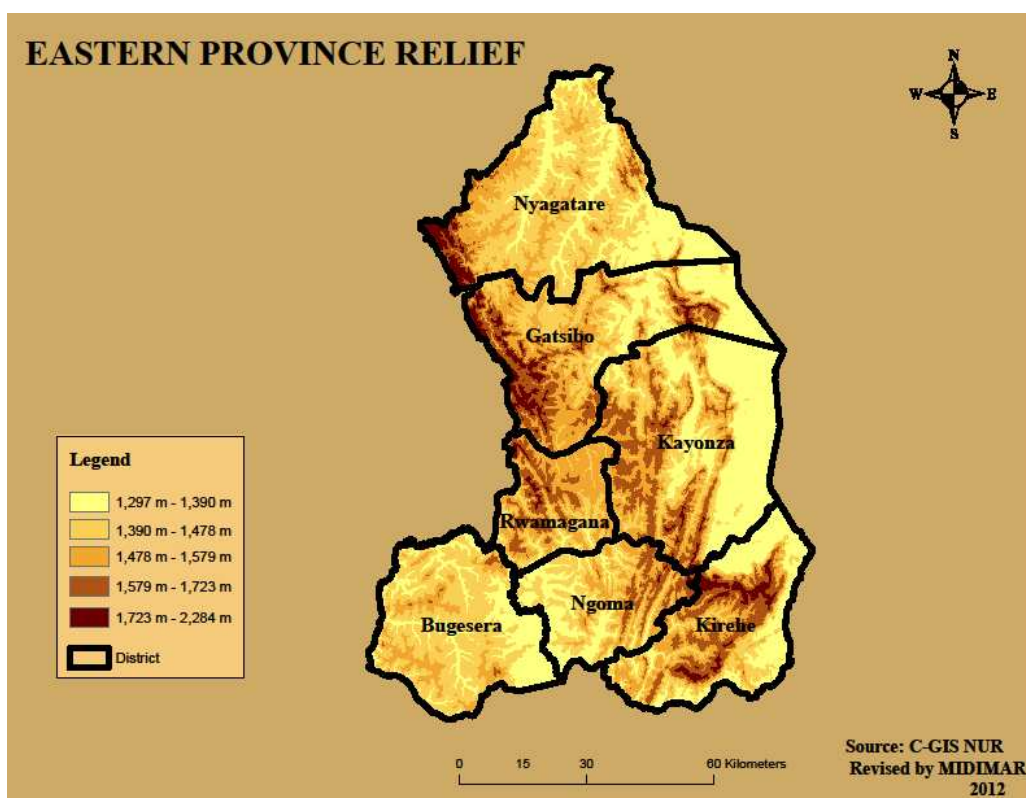 EASTERN PROVINCE RELIEF
N
W E
S
Nyagatare
Gatsibo
Kayonza
Rwamagana
Ngoma
Bugesera
Kirehe
Legend
1,297 m - 1,390 m
1,390 m - 1,478 m
1,478 m - 1,579 m
1,579 m - 1,723 m
1,723 m - 2,284 m
District
0 15 30 60 Kilometers
Source: C-GIS NUR
Revised by MIDIMAR
2012